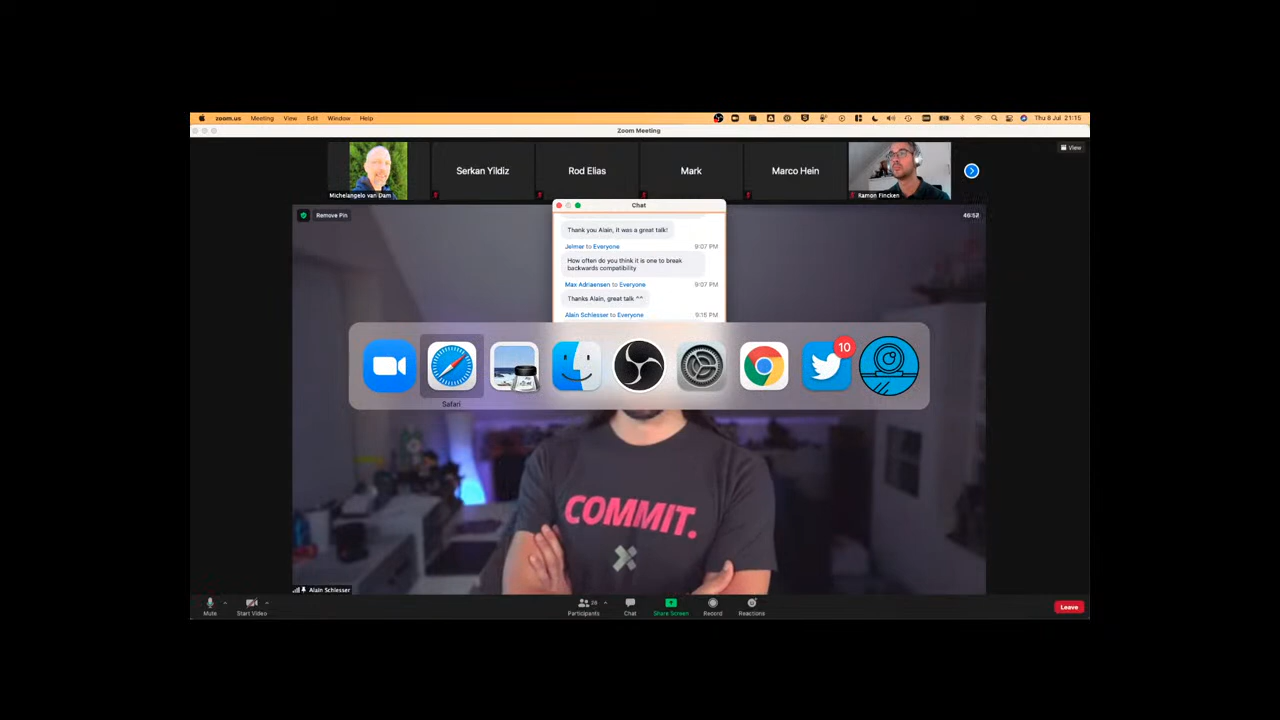 zoom.us Meeting View Edit Window Help
Thu 8 Jul 21:15
Zoom Meeting
View
Michelangelo van Dam
Serkan Yildiz
Rod Elias
Mark
Marco Hein
Ramon Fincken
Remove Pin
Chat
Thank you Alain, it was a great talk!
Jelmer to Everyone 9:07 PM
How often do you think it is one to break
backwards compatibility
Max Adriaensen to Everyone 9:07 PM
Thanks Alain, great talk ^^
Alain Schlesser to Everyone 9:15 PM
10
Safari
COMMIT.
Alain Schlesser
Mute
Start Video
Participants
Chat
Share Screen
Record
Reactions
Leave